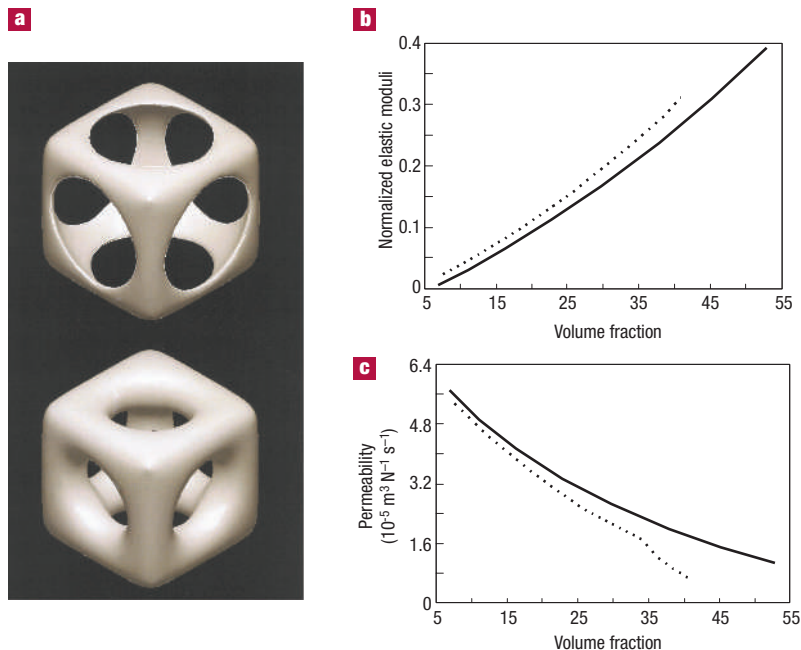 a
b
0.4
0.3
0.2
0.1
0
Normalized elastic moduli
5 15 25 35 45 55
Volume fraction
c
6.4
4.8
3.2
1.6
0
Permeability
(10⁻⁵ m³ N⁻¹ s⁻¹)
5 15 25 35 45 55
Volume fraction